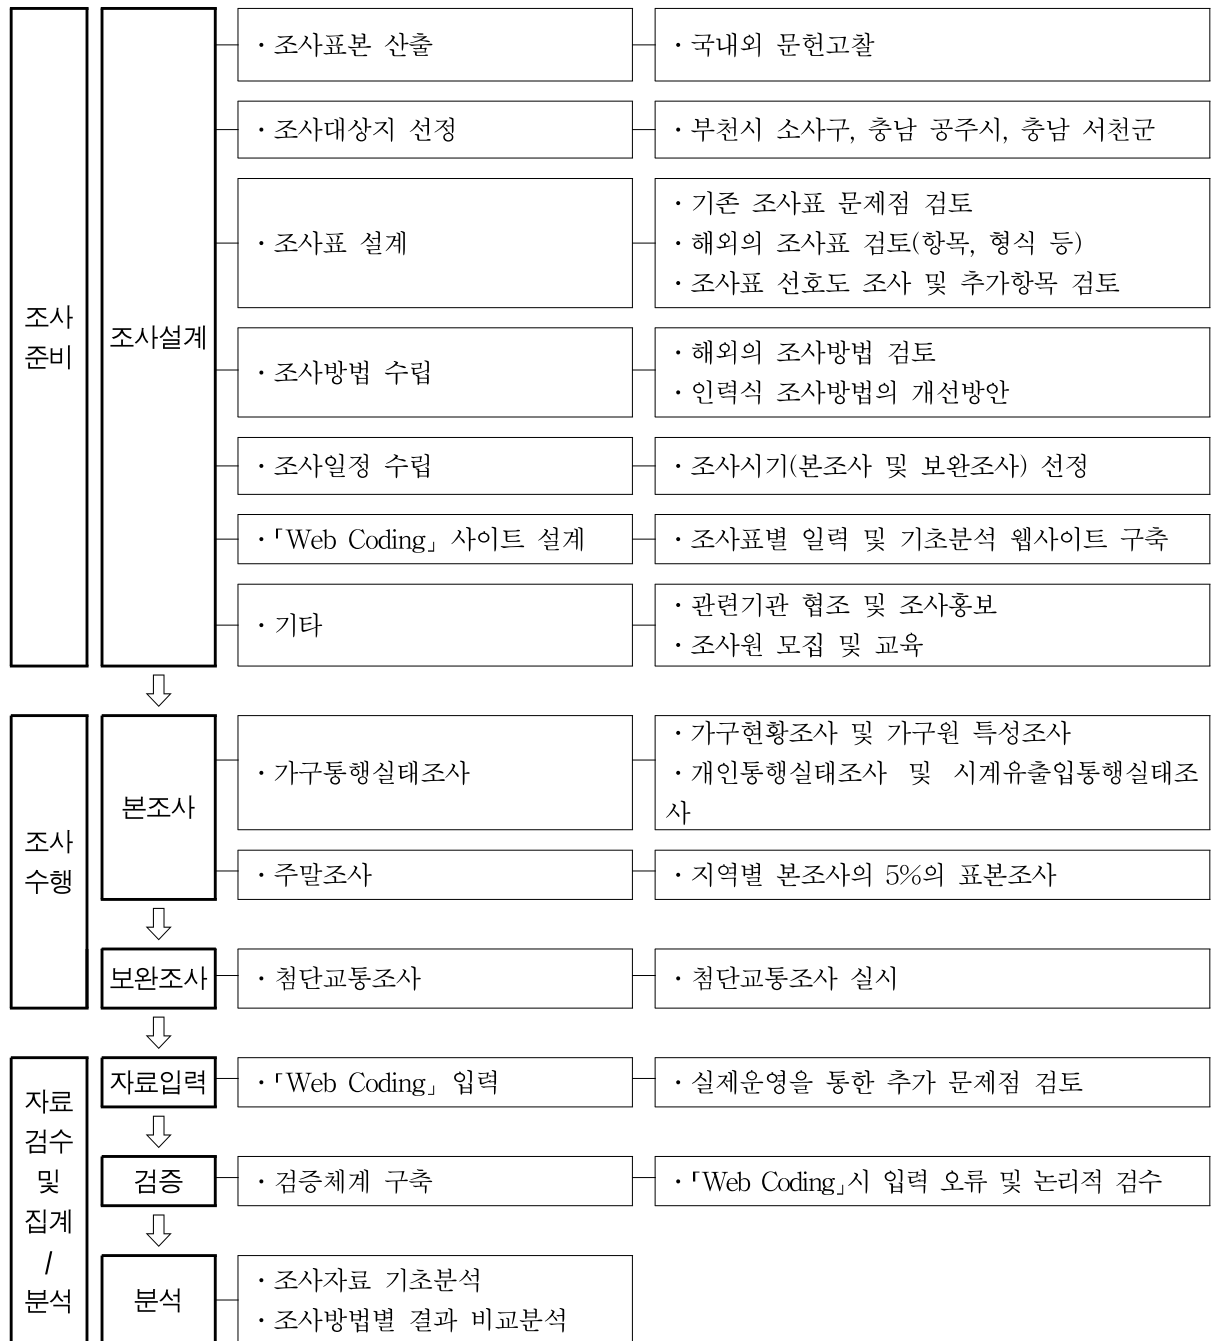 조사
준비
조사설계
· 조사표본 산출
· 국내외 문헌고찰
· 조사대상지 선정
· 부천시 소사구, 충남 공주시, 충남 서천군
· 조사표 설계
· 기존 조사표 문제점 검토
· 해외의 조사표 검토(항목, 형식 등)
· 조사표 선호도 조사 및 추가항목 검토
· 조사방법 수립
· 해외의 조사방법 검토
· 인력식 조사방법의 개선방안
· 조사일정 수립
· 조사시기(본조사 및 보완조사) 선정
· 「Web Coding」 사이트 설계
· 조사표별 일력 및 기초분석 웹사이트 구축
· 기타
· 관련기관 협조 및 조사홍보
· 조사원 모집 및 교육
조사
수행
본조사
· 가구통행실태조사
· 가구현황조사 및 가구원 특성조사
· 개인통행실태조사 및 시계유출입통행실태조
사
· 주말조사
· 지역별 본조사의 5%의 표본조사
보완조사
· 첨단교통조사
· 첨단교통조사 실시
자료
검수
및
집계
/
분석
자료입력
· 「Web Coding」 입력
· 실제운영을 통한 추가 문제점 검토
검증
· 검증체계 구축
· 「Web Coding」시 입력 오류 및 논리적 검수
분석
· 조사자료 기초분석
· 조사방법별 결과 비교분석